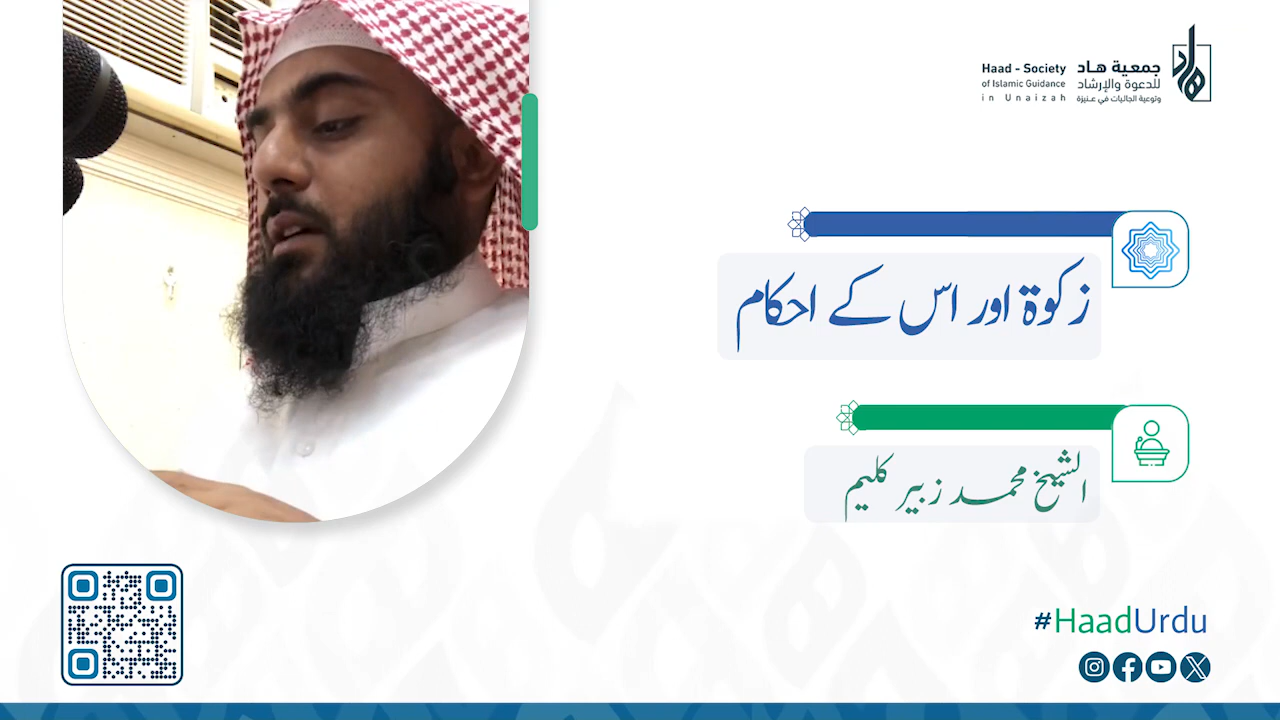 Haad - Society
of Islamic Guidance
in Unaizah
جمعية هاد
للدعوة والإرشاد
وتوعية الجاليات في عنيزة
هاد
زکوۃ اور اس کے احکام
الشیخ محمد زبیر کلیم
#HaadUrdu